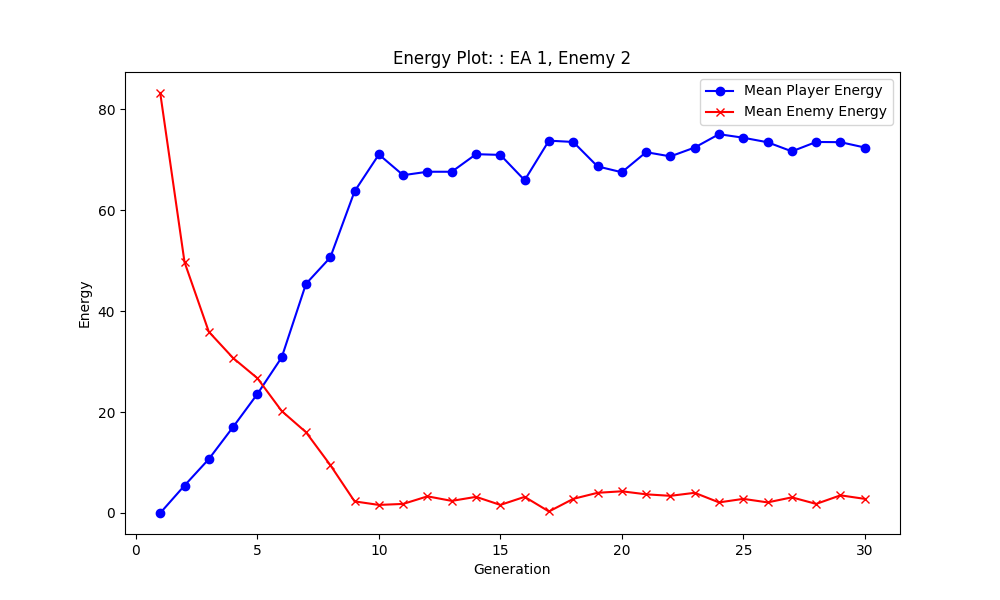 Energy Plot: : EA 1, Enemy 2
Mean Player Energy
Mean Enemy Energy
80
60
40
20
0
Energy
0 5 10 15 20 25 30
Generation